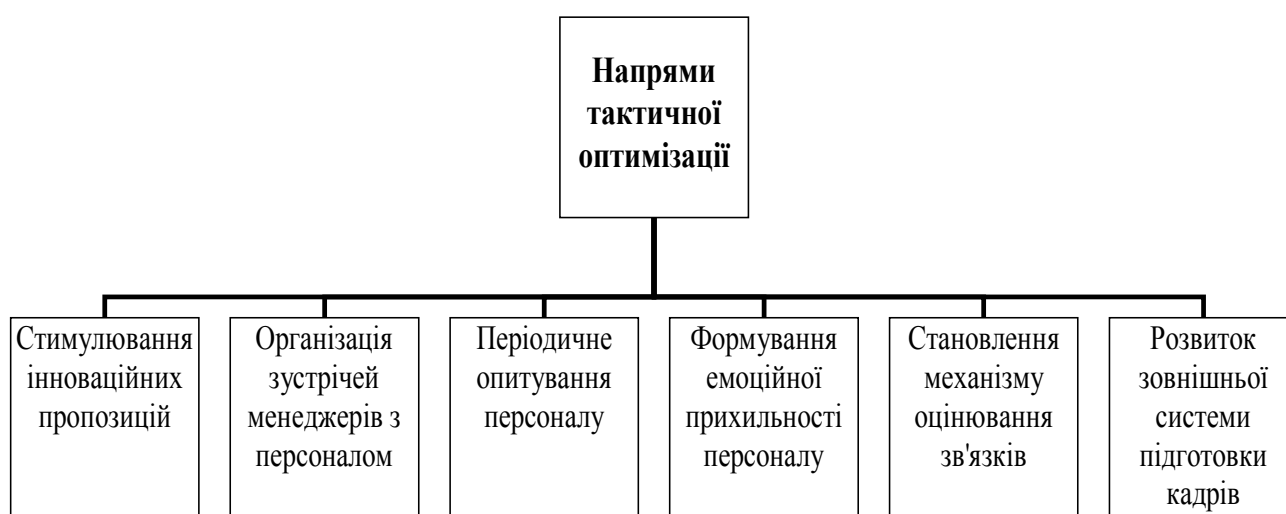 Напрями
тактичної
оптимізації
Стимулювання
інноваційних
пропозицій
Організація
зустрічей
менеджерів з
персоналом
Періодичне
опитування
персоналу
Формування
емоційної
прихильності
персоналу
Становлення
механізму
оцінювання
зв'язків
Розвиток
зовнішньої
системи
підготовки
кадрів